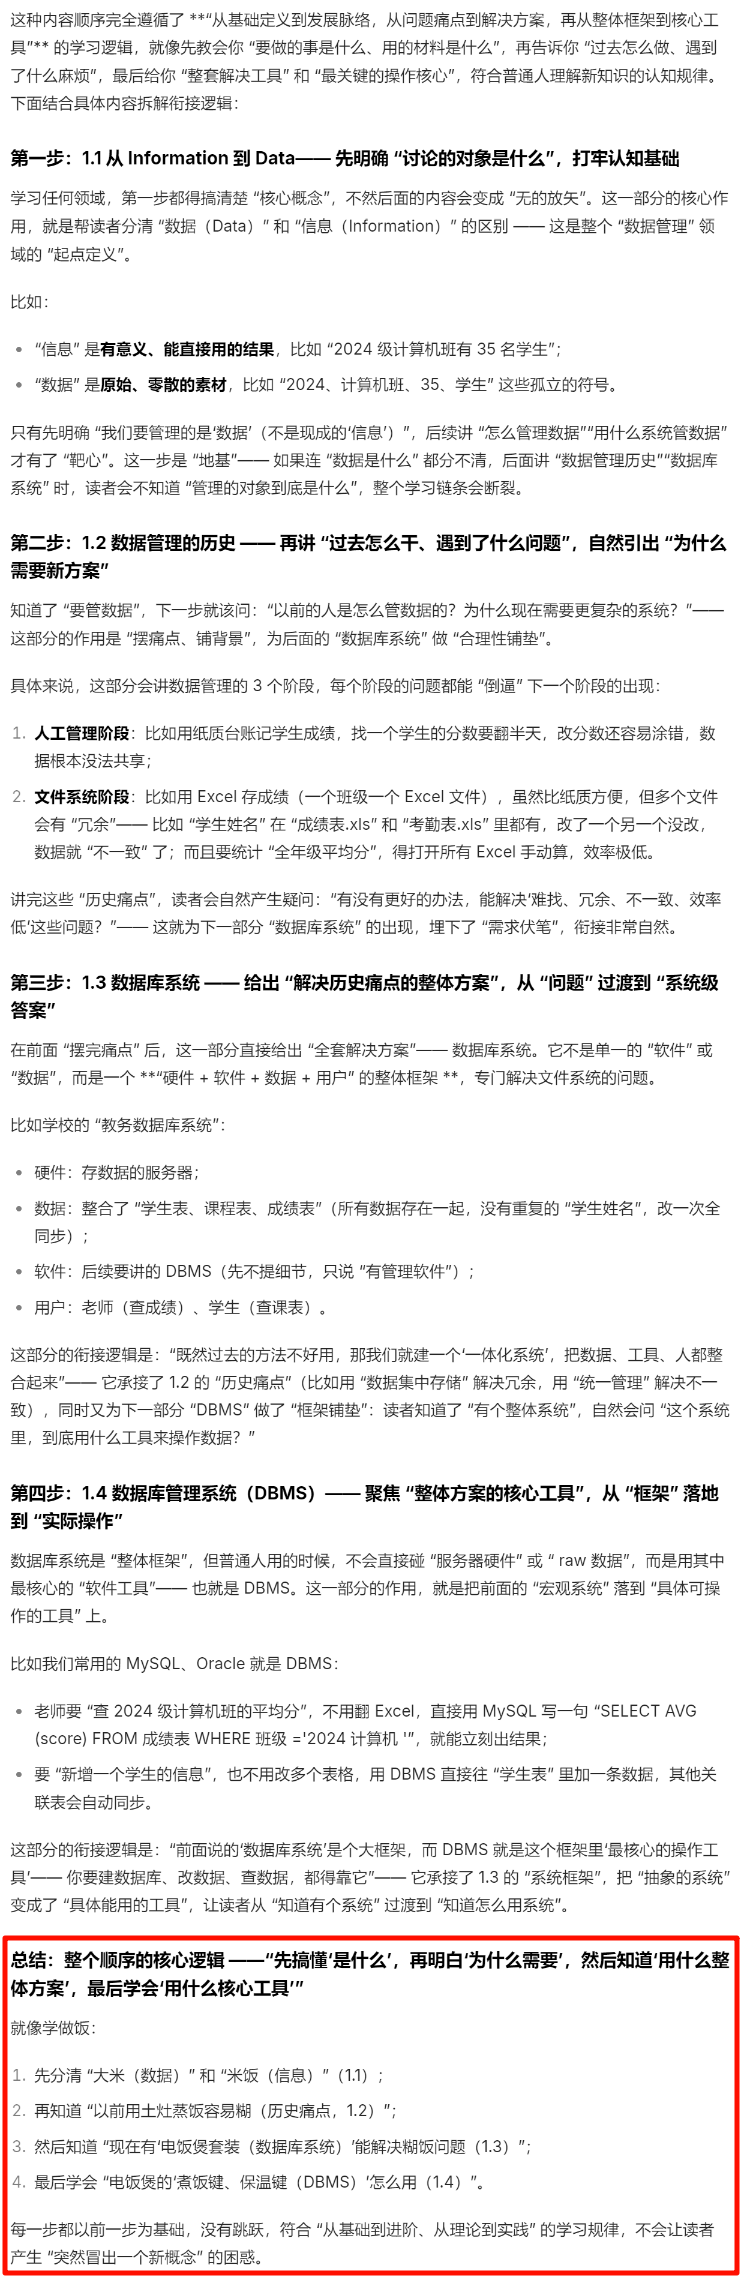 这种内容顺序完全遵循了 **“从基础定义到发展脉络，从问题痛点到解决方案，再从整体框架到核心工
具”** 的学习逻辑，就像先教会你 “要做的事是什么、用的材料是什么”，再告诉你 “过去怎么做、遇到
了什么麻烦”，最后给你 “整套解决工具” 和 “最关键的操作核心”，符合普通人理解新知识的认知规律。
下面结合具体内容拆解衔接逻辑：
第一步：1.1 从 Information 到 Data—— 先明确 “讨论的对象是什么”，打牢认知基础
学习任何领域，第一步都得搞清楚 “核心概念”，不然后面的内容会变成 “无的放矢”。这一部分的核心作
用，就是帮读者分清 “数据（Data）” 和 “信息（Information）” 的区别 —— 这是整个 “数据管理” 领
域的 “起点定义”。
比如：
• “信息” 是有意义、能直接用的结果，比如 “2024 级计算机班有 35 名学生”；
• “数据” 是原始、零散的素材，比如 “2024、计算机班、35、学生” 这些孤立的符号。
只有先明确 “我们要管理的是‘数据’（不是现成的‘信息’）”，后续讲 “怎么管理数据”“用什么系统管数据”
才有了 “靶心”。这一步是 “地基”—— 如果连 “数据是什么” 都分不清，后面讲 “数据管理历史”“数据库
系统” 时，读者会不知道 “管理的对象到底是什么”，整个学习链条会断裂。
第二步：1.2 数据管理的历史 —— 再讲 “过去怎么干、遇到了什么问题”，自然引出 “为什么
需要新方案”
知道了 “要管数据”，下一步就该问：“以前的人是怎么管数据的？为什么现在需要更复杂的系统？”——
这部分的作用是 “摆痛点、铺背景”，为后面的 “数据库系统” 做 “合理性铺垫”。
具体来说，这部分会讲数据管理的 3 个阶段，每个阶段的问题都能 “倒逼” 下一个阶段的出现：
1. 人工管理阶段：比如用纸质台账记学生成绩，找一个学生的分数要翻半天，改分数还容易涂错，数
据根本没法共享；
2. 文件系统阶段：比如用 Excel 存成绩（一个班级一个 Excel 文件），虽然比纸质方便，但多个文件
会有 “冗余”—— 比如 “学生姓名” 在 “成绩表.xls” 和 “考勤表.xls” 里都有，改了一个另一个没改，
数据就 “不一致” 了；而且要统计 “全年级平均分”，得打开所有 Excel 手动算，效率极低。
讲完这些 “历史痛点”，读者会自然产生疑问：“有没有更好的办法，能解决‘难找、冗余、不一致、效率
低’这些问题？”—— 这就为下一部分 “数据库系统” 的出现，埋下了 “需求伏笔”，衔接非常自然。
第三步：1.3 数据库系统 —— 给出 “解决历史痛点的整体方案”，从 “问题” 过渡到 “系统级
答案”
在前面 “摆完痛点” 后，这一部分直接给出 “全套解决方案”—— 数据库系统。它不是单一的 “软件” 或
“数据”，而是一个 **“硬件 + 软件 + 数据 + 用户” 的整体框架 **，专门解决文件系统的问题。
比如学校的 “教务数据库系统”：
• 硬件：存数据的服务器；
• 数据：整合了 “学生表、课程表、成绩表”（所有数据存在一起，没有重复的 “学生姓名”，改一次全
同步）；
• 软件：后续要讲的 DBMS（先不提细节，只说 “有管理软件”）；
• 用户：老师（查成绩）、学生（查课表）。
这部分的衔接逻辑是：“既然过去的方法不好用，那我们就建一个‘一体化系统’，把数据、工具、人都整
合起来”—— 它承接了 1.2 的 “历史痛点”（比如用 “数据集中存储” 解决冗余，用 “统一管理” 解决不一
致），同时又为下一部分 “DBMS” 做了 “框架铺垫”：读者知道了 “有个整体系统”，自然会问 “这个系统
里，到底用什么工具来操作数据？”
第四步：1.4 数据库管理系统（DBMS）—— 聚焦 “整体方案的核心工具”，从 “框架” 落地
到 “实际操作”
数据库系统是 “整体框架”，但普通人用的时候，不会直接碰 “服务器硬件” 或 “ raw 数据”，而是用其中
最核心的 “软件工具”—— 也就是 DBMS。这一部分的作用，就是把前面的 “宏观系统” 落到 “具体可操
作的工具” 上。
比如我们常用的 MySQL、Oracle 就是 DBMS：
• 老师要 “查 2024 级计算机班的平均分”，不用翻 Excel，直接用 MySQL 写一句 “SELECT AVG
(score) FROM 成绩表 WHERE 班级 ='2024 计算机 '”，就能立刻出结果；
• 要 “新增一个学生的信息”，也不用改多个表格，用 DBMS 直接往 “学生表” 里加一条数据，其他关
联表会自动同步。
这部分的衔接逻辑是：“前面说的‘数据库系统’是个大框架，而 DBMS 就是这个框架里‘最核心的操作工
具’—— 你要建数据库、改数据、查数据，都得靠它”—— 它承接了 1.3 的 “系统框架”，把 “抽象的系统”
变成了 “具体能用的工具”，让读者从 “知道有个系统” 过渡到 “知道怎么用系统”。
总结：整个顺序的核心逻辑 ——“先搞懂‘是什么’，再明白‘为什么需要’，然后知道‘用什么整
体方案’，最后学会‘用什么核心工具’”
就像学做饭：
1. 先分清 “大米（数据）” 和 “米饭（信息）”（1.1）；
2. 再知道 “以前用土灶蒸饭容易糊（历史痛点，1.2）”；
3. 然后知道 “现在有‘电饭煲套装（数据库系统）’能解决糊饭问题（1.3）”；
4. 最后学会 “电饭煲的‘煮饭键、保温键（DBMS）’怎么用（1.4）”。
每一步都以前一步为基础，没有跳跃，符合 “从基础到进阶、从理论到实践” 的学习规律，不会让读者
产生 “突然冒出一个新概念” 的困惑。